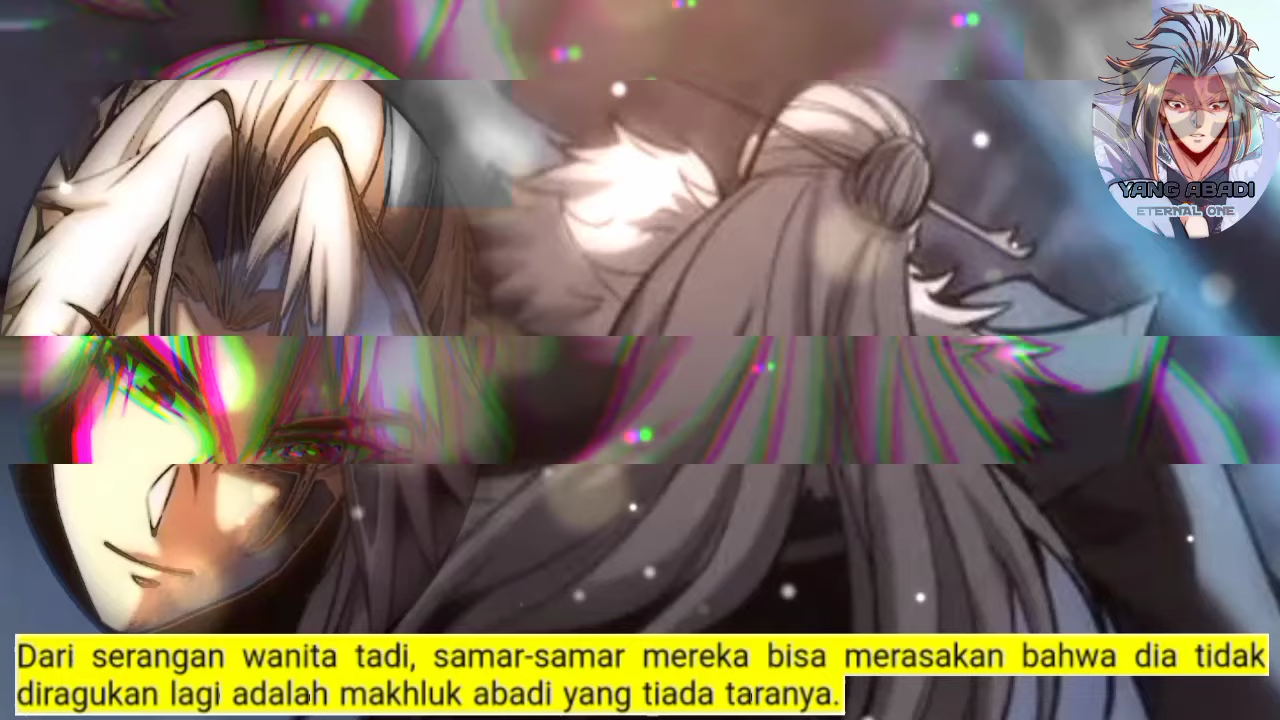 YANG ABADI
ETERNAL ONE
Dari serangan wanita tadi, samar-samar mereka bisa merasakan bahwa dia tidak
diragukan lagi adalah makhluk abadi yang tiada taranya.